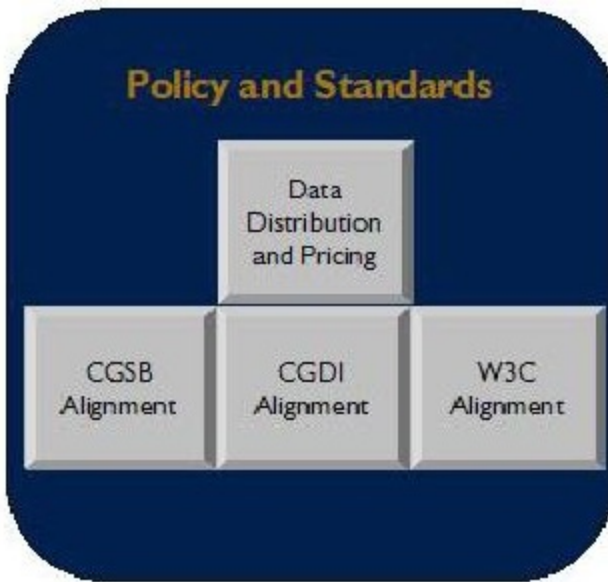 Policy and Standards
Data
Distribution
and Pricing
CGSB
Alignment
CGDI
Alignment
W3C
Alignment